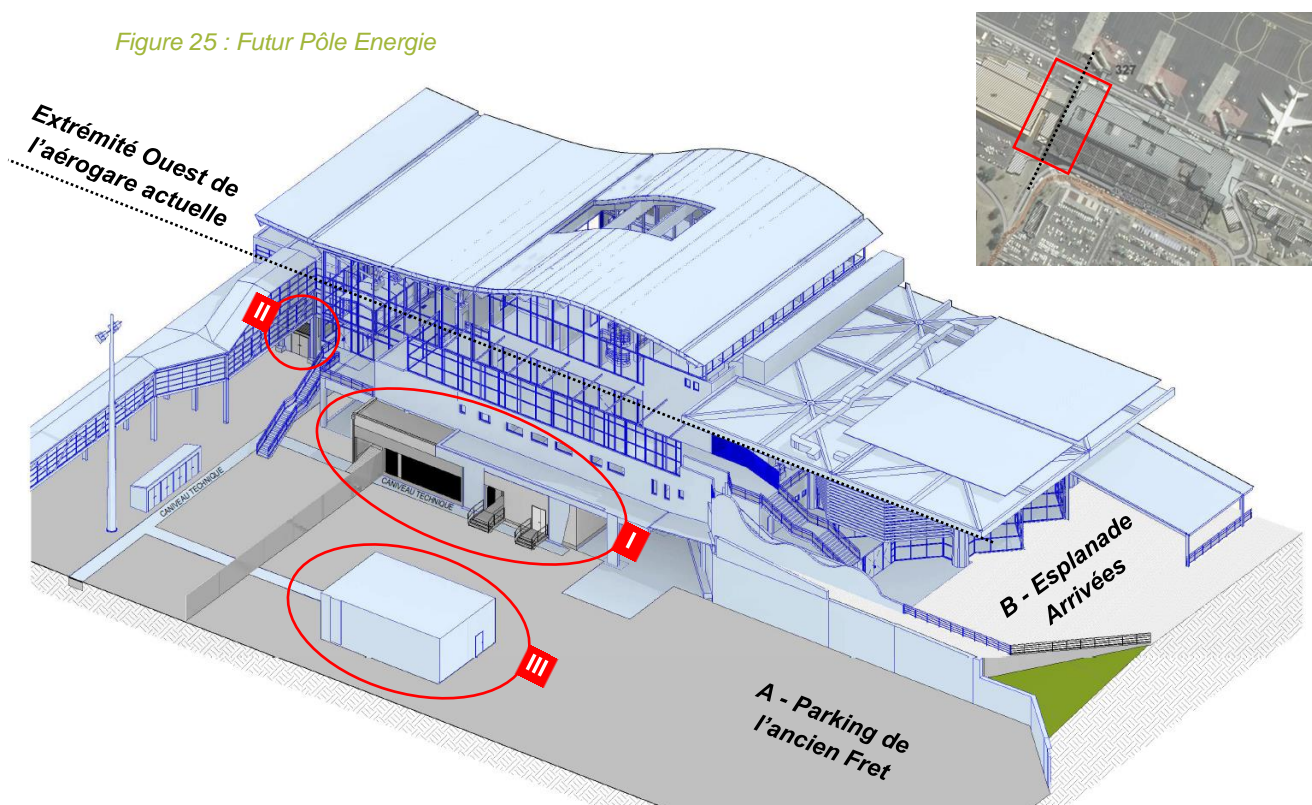 Figure 25 : Futur Pôle Energie
327
Extrémité Ouest de
l'aérogare actuelle
II
CANIVEAU TECHNIQUE
CANIVEAU TECHNIQUE
I
III
B - Esplanade
Arrivées
A - Parking de
l'ancien Fret